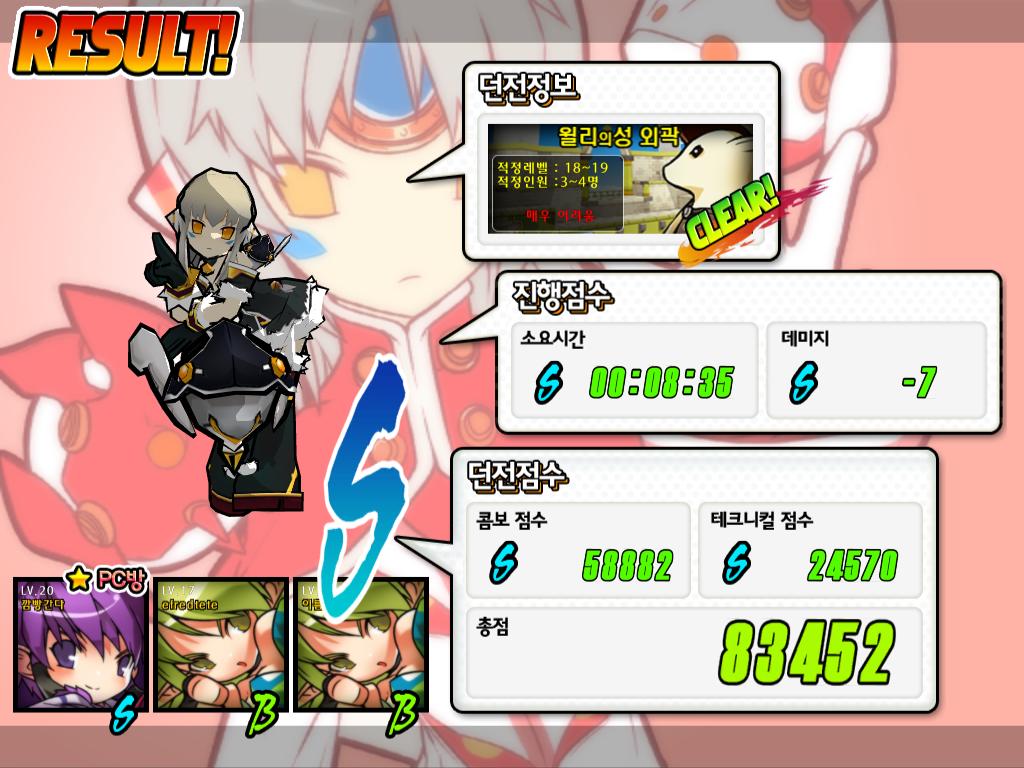 RESULT!
던전정보
윌리의성 외곽
적정레벨 : 18~19
적정인원 :3~4명
매우 어려움
CLEAR!
진행점수
소요시간
데미지
S 00:08:35
S -7
던전점수
콤보 점수
테크니컬 점수
S 58882
S 24570
총점
83452
S
PC방
LV.20
깜빵간다
LV.17
elredtete
LV.
S
B
B